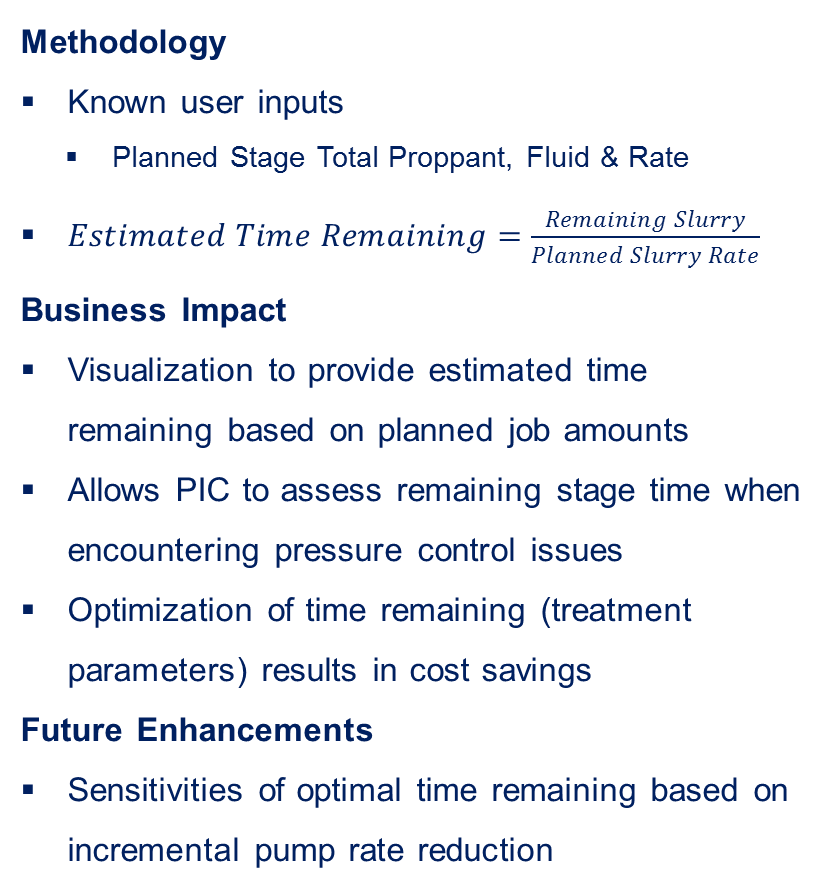 Methodology
▪ Known user inputs
▪ Planned Stage Total Proppant, Fluid & Rate
▪ Estimated Time Remaining = Remaining Slurry / Planned Slurry Rate
Business Impact
▪ Visualization to provide estimated time
remaining based on planned job amounts
▪ Allows PIC to assess remaining stage time when
encountering pressure control issues
▪ Optimization of time remaining (treatment
parameters) results in cost savings
Future Enhancements
▪ Sensitivities of optimal time remaining based on
incremental pump rate reduction